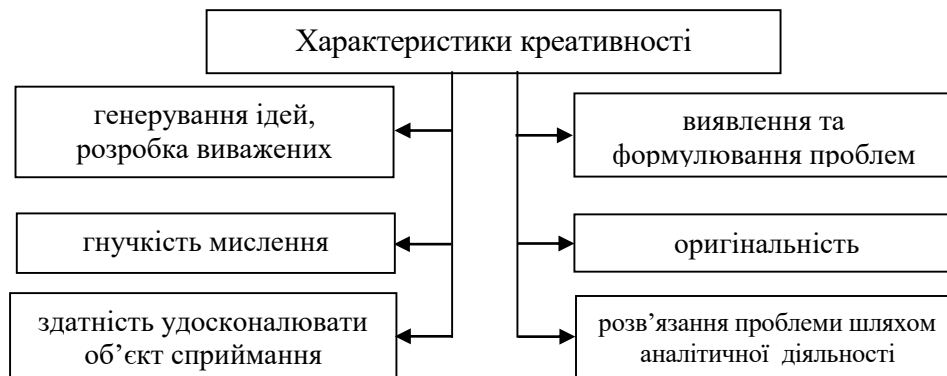 Характеристики креативності
генерування ідей,
розробка виважених
виявлення та
формулювання проблем
гнучкість мислення
оригінальність
здатність удосконалювати
об’єкт сприймання
розв’язання проблеми шляхом
аналітичної діяльності